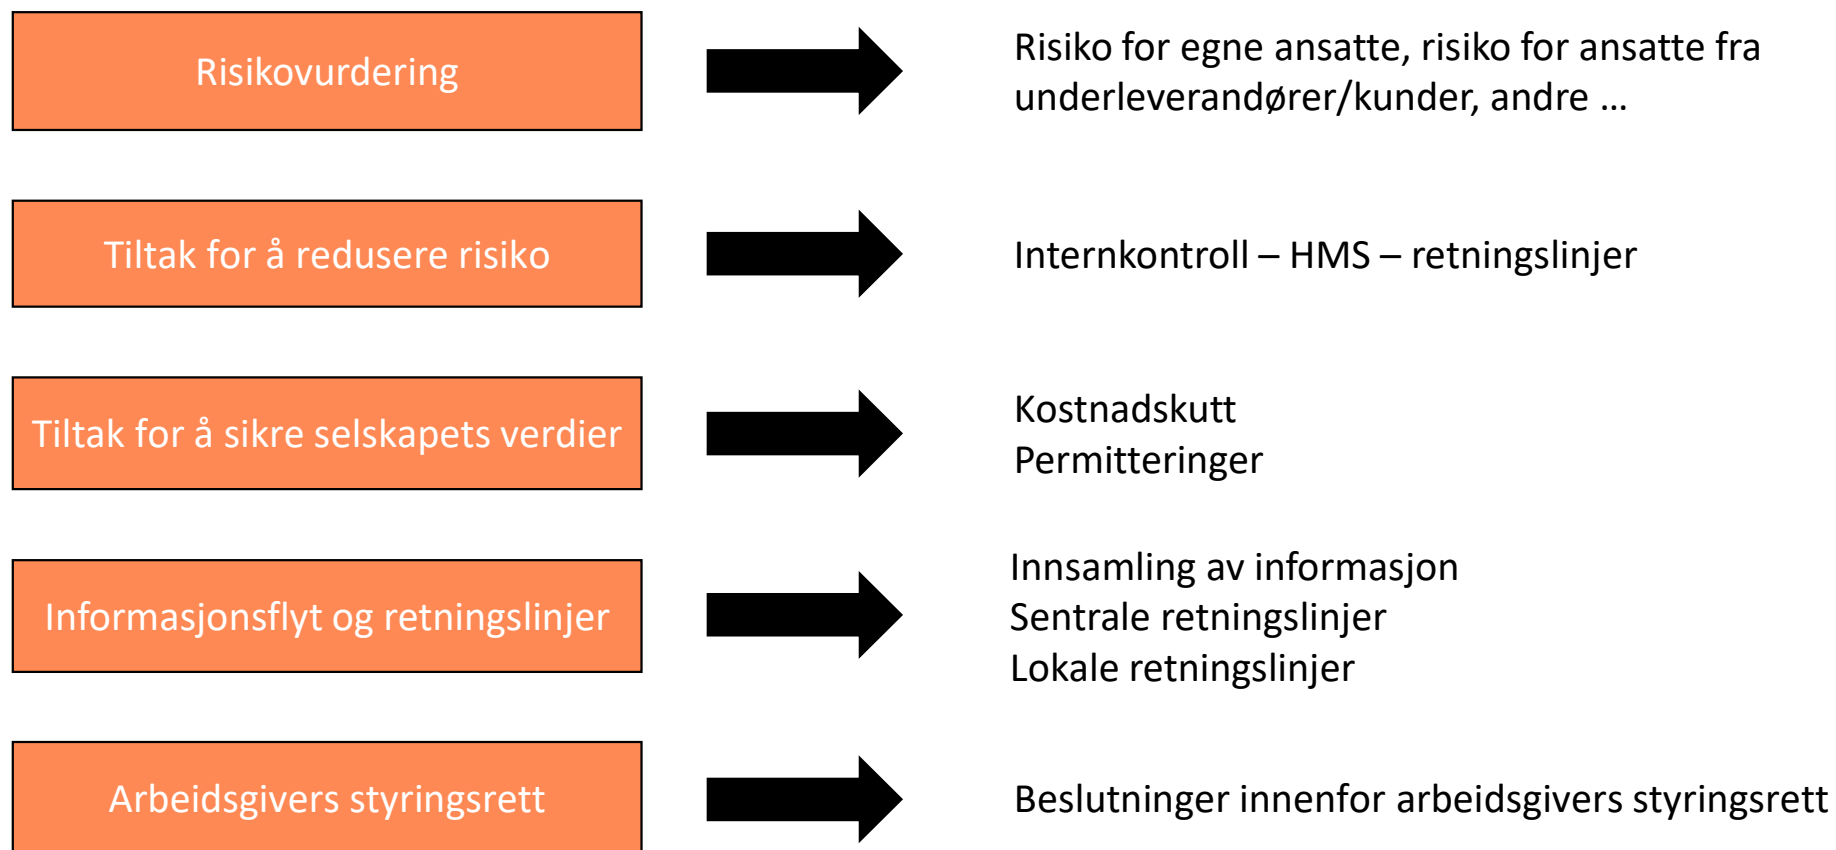 Risikovurdering
Risiko for egne ansatte, risiko for ansatte fra
underleverandører/kunder, andre …
Tiltak for å redusere risiko
Internkontroll – HMS – retningslinjer
Tiltak for å sikre selskapets verdier
Kostnadskutt
Permitteringer
Informasjonsflyt og retningslinjer
Innsamling av informasjon
Sentrale retningslinjer
Lokale retningslinjer
Arbeidsgivers styringsrett
Beslutninger innenfor arbeidsgivers styringsrett